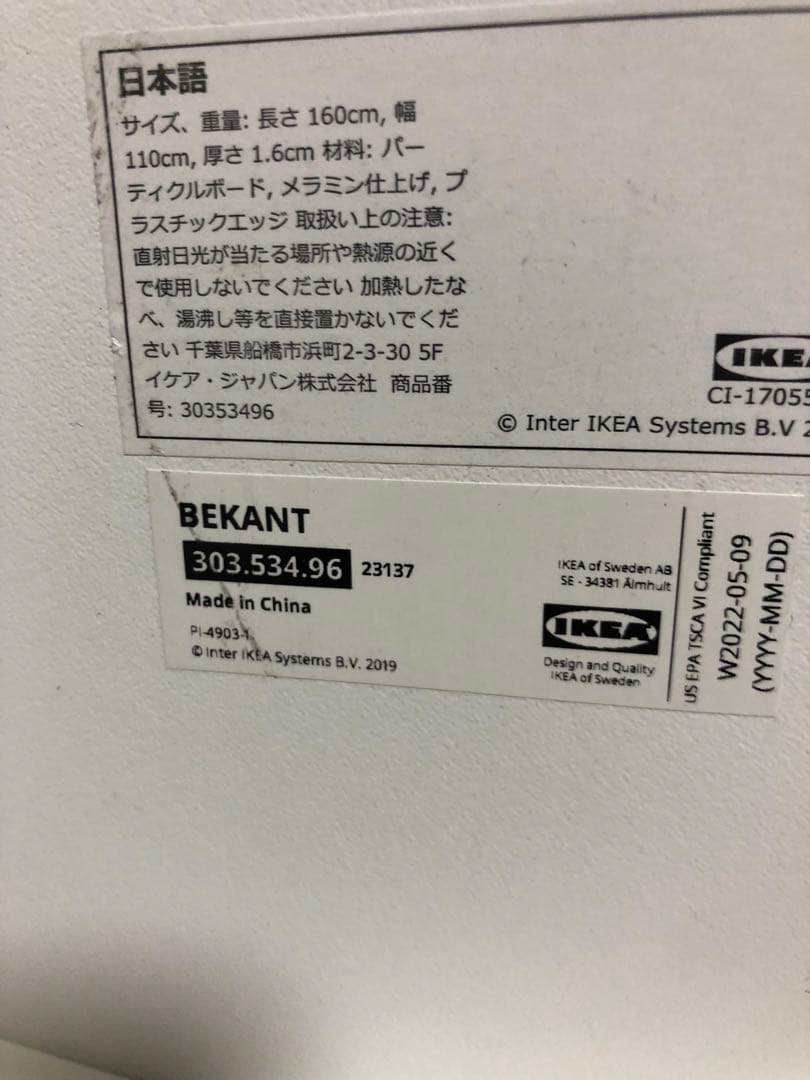 日本語
サイズ、重量: 長さ 160cm, 幅
110cm, 厚さ 1.6cm 材料: パー
ティクルボード, メラミン仕上げ, プ
ラスチックエッジ 取扱い上の注意:
直射日光が当たる場所や熱源の近く
で使用しないでください 加熱したな
べ、湯沸し等を直接置かないでくだ
さい 千葉県船橋市浜町2-3-30 5F
イケア・ジャパン株式会社 商品番
号: 30353496
IKEA
CI-17055
© Inter IKEA Systems B.V 2
BEKANT
303.534.96 23137
Made in China
PI-4903-1
© Inter IKEA Systems B.V. 2019
IKEA of Sweden AB
SE - 34381 Älmhult
IKEA
Design and Quality
IKEA of Sweden
US EPA TSCA VI Compliant
W2022-05-09
(YYYY-MM-DD)